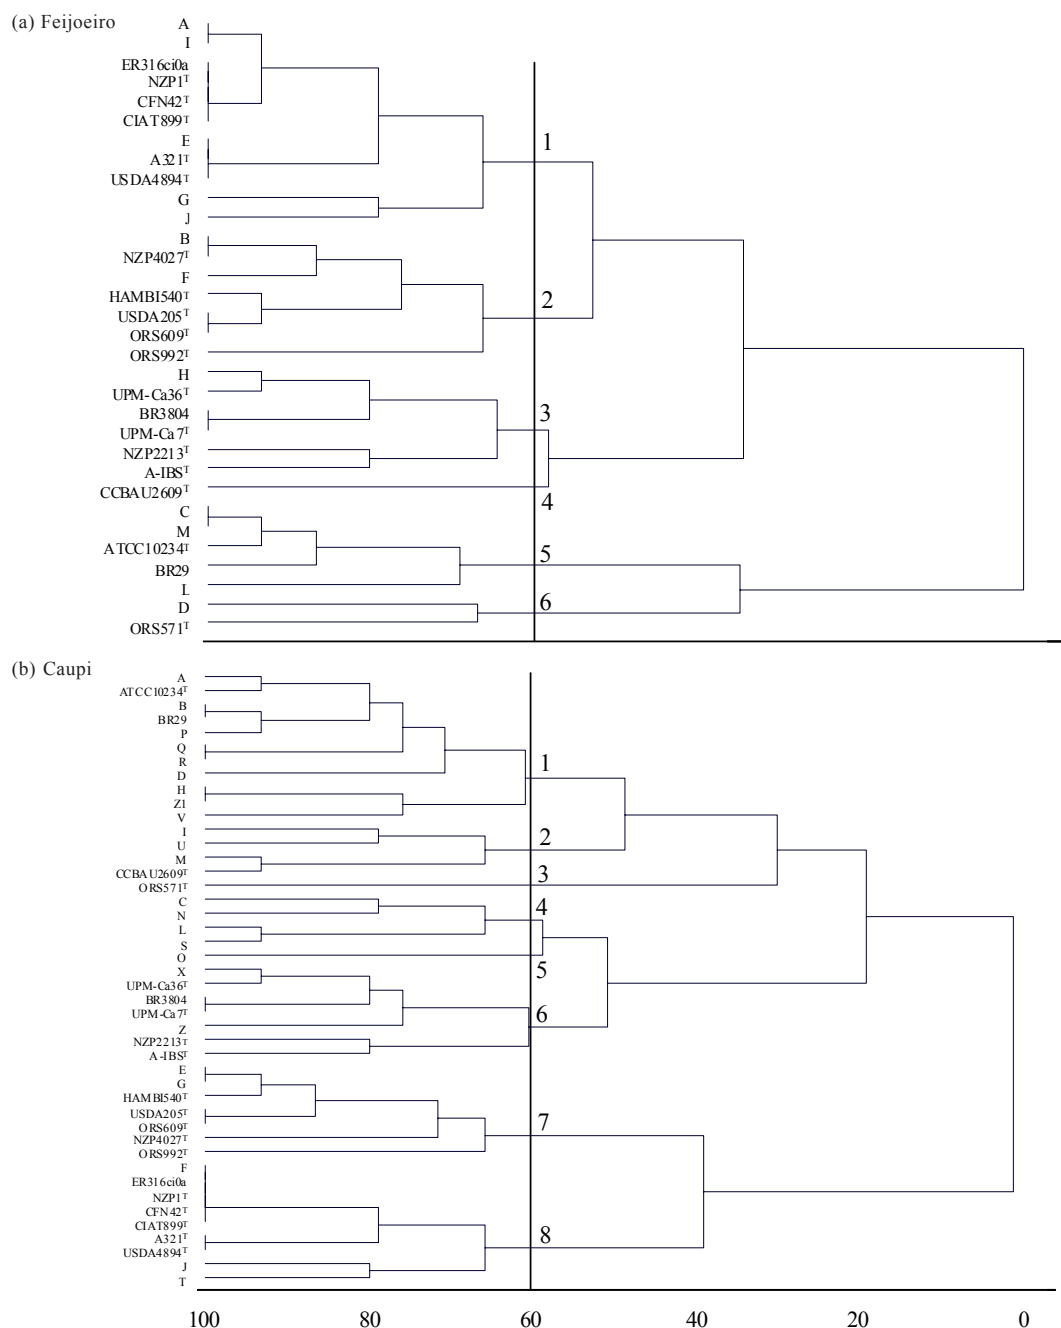 (a) Feijoeiro
A
I
ER316ci0a
NZP1ᵀ
CFN42ᵀ
CIAT899ᵀ
E
A321ᵀ
USDA4894ᵀ
G
J
B
NZP4027ᵀ
F
HAMBI540ᵀ
USDA205ᵀ
ORS609ᵀ
ORS992ᵀ
H
UPM-Ca36ᵀ
BR3804
UPM-Ca7ᵀ
NZP2213ᵀ
A-IBSᵀ
CCBAU2609ᵀ
C
M
ATCC10234ᵀ
BR29
L
D
ORS571ᵀ
1
2
3
4
5
6
(b) Caupi
A
ATCC10234ᵀ
B
BR29
P
Q
R
D
H
Z1
V
I
U
M
CCBAU2609ᵀ
ORS571ᵀ
C
N
L
S
O
X
UPM-Ca36ᵀ
BR3804
UPM-Ca7ᵀ
Z
NZP2213ᵀ
A-IBSᵀ
E
G
HAMBI540ᵀ
USDA205ᵀ
ORS609ᵀ
NZP4027ᵀ
ORS992ᵀ
F
ER316ci0a
NZP1ᵀ
CFN42ᵀ
CIAT899ᵀ
A321ᵀ
USDA4894ᵀ
J
T
1
2
3
4
5
6
7
8
100 80 60 40 20 0